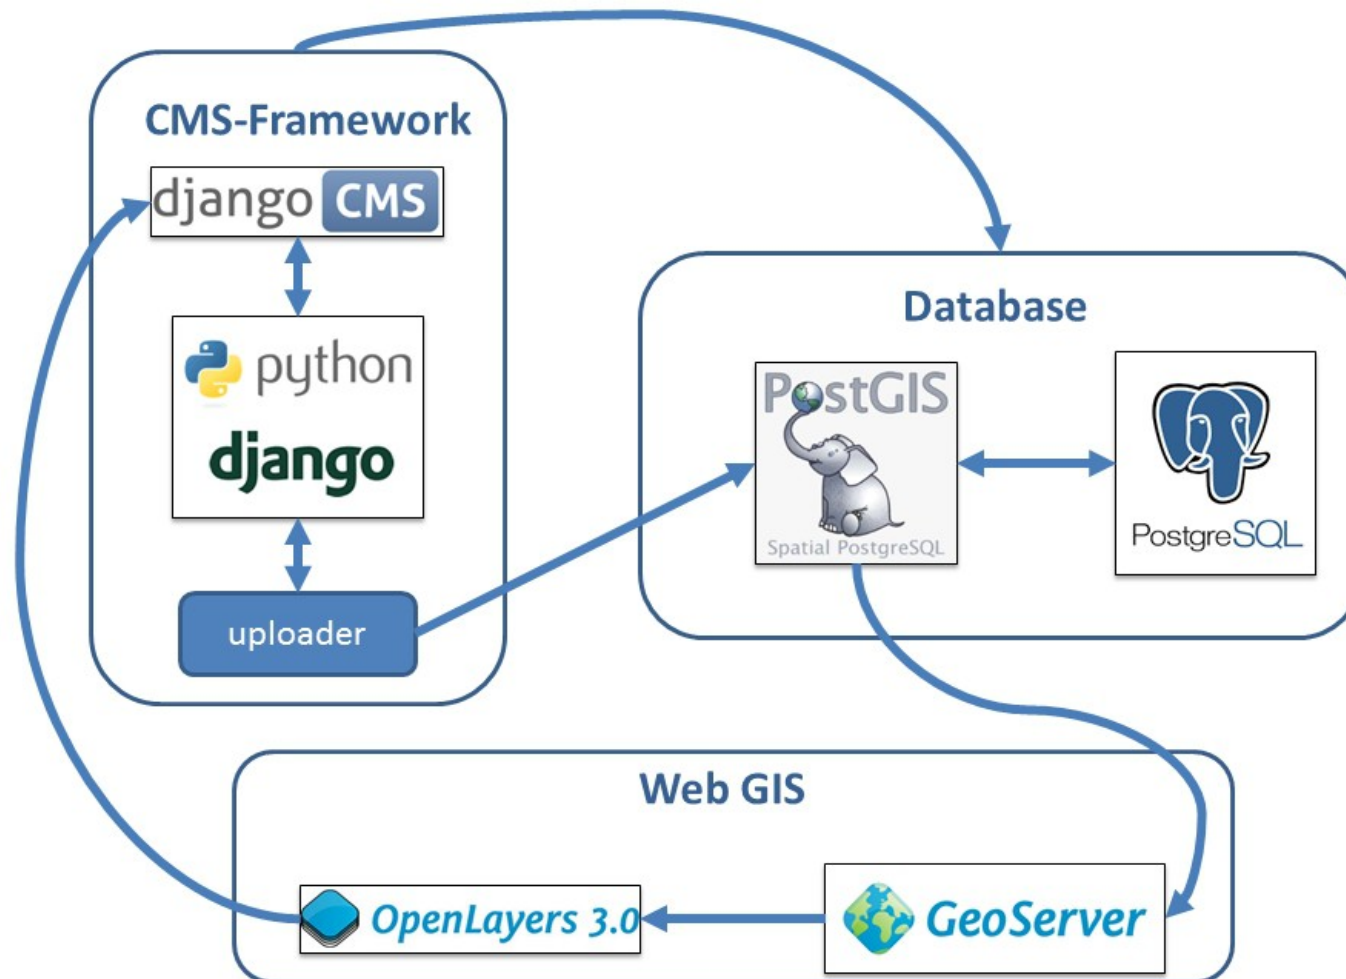 CMS-Framework
django CMS
python
django
uploader
Database
PostGIS
Spatial PostgreSQL
PostgreSQL
Web GIS
OpenLayers 3.0
GeoServer